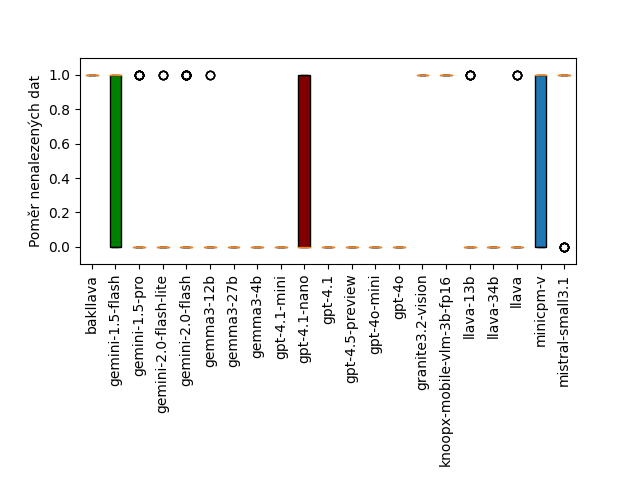 Poměr nenalezených dat
1.0
0.8
0.6
0.4
0.2
0.0
bakllava
gemini-1.5-flash
gemini-1.5-pro
gemini-2.0-flash-lite
gemini-2.0-flash
gemma3-12b
gemma3-27b
gemma3-4b
gpt-4.1-mini
gpt-4.1-nano
gpt-4.1
gpt-4.5-preview
gpt-4o-mini
gpt-4o
granite3.2-vision
knoopx-mobile-vlm-3b-fp16
llava-13b
llava-34b
llava
minicpm-v
mistral-small3.1